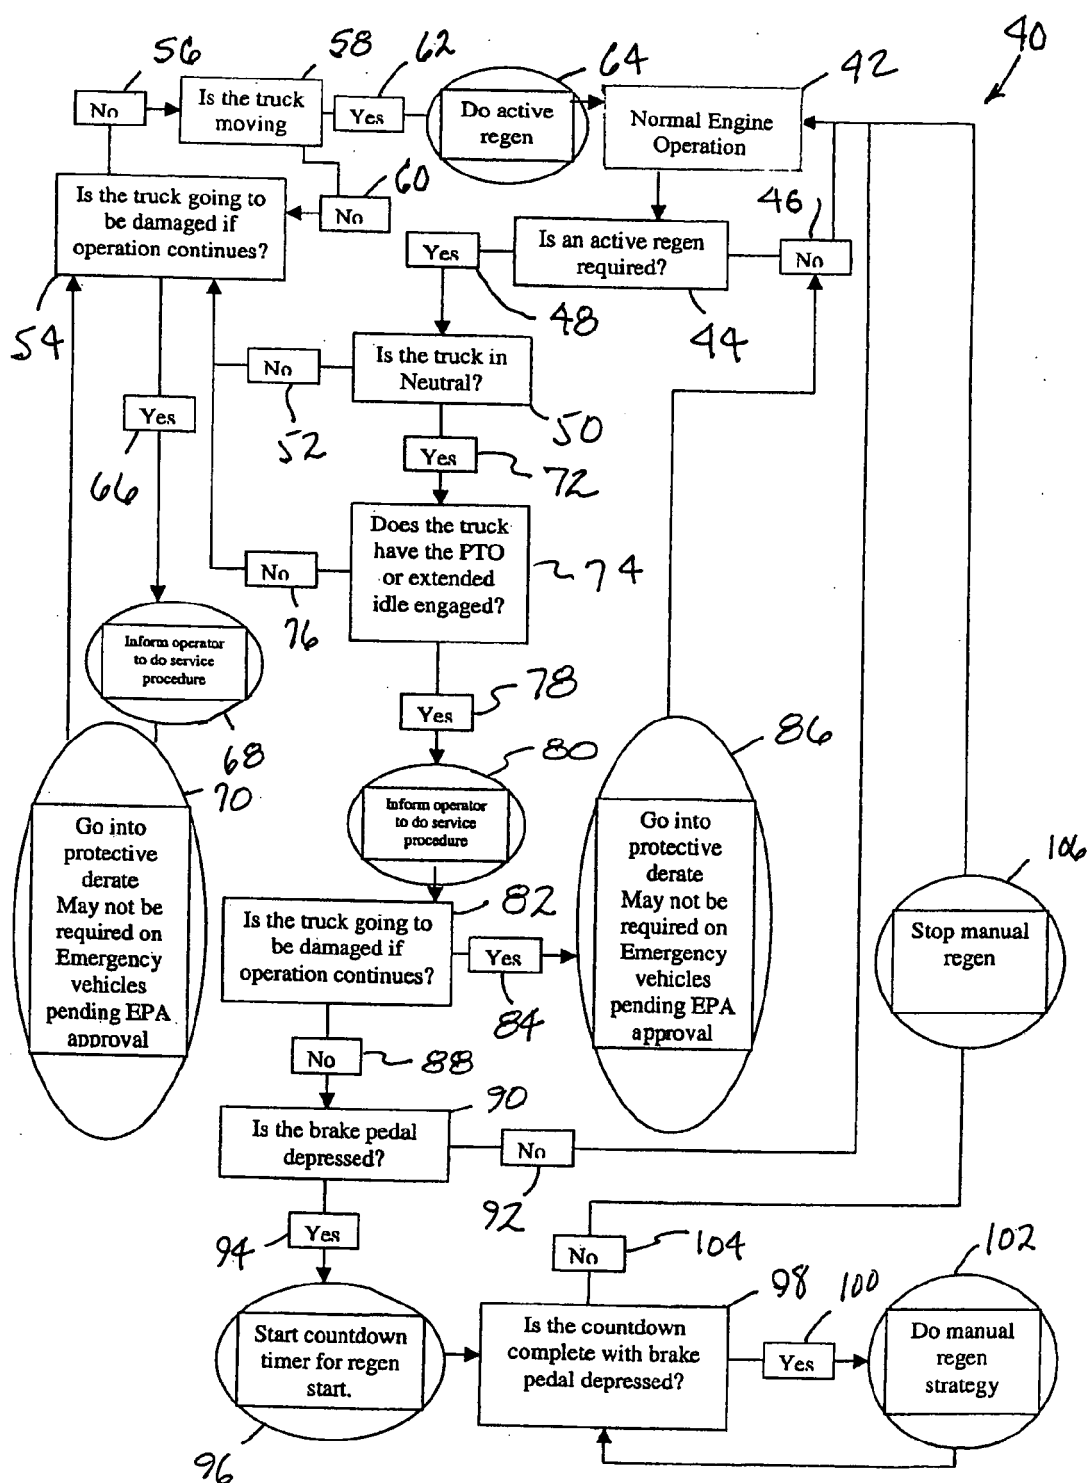 56
58
62
64
42
40
No
Is the truck
moving
Yes
Do active
regen
Normal Engine
Operation
60
No
Is the truck going to
be damaged if
operation continues?
46
Yes
Is an active regen
required?
No
54
48
44
Is the truck in
Neutral?
No
52
50
Yes
66
Yes
72
Does the truck
have the PTO
or extended
idle engaged?
74
No
76
Inform operator
to do service
procedure
68
78
Yes
80
86
70
Inform operator
to do service
procedure
Go into
protective
derate
May not be
required on
Emergency
vehicles
pending EPA
approval
Go into
protective
derate
May not be
required on
Emergency
vehicles
pending EPA
approval
106
82
Is the truck going to
be damaged if
operation continues?
Yes
84
Stop manual
regen
No
88
90
Is the brake pedal
depressed?
No
92
94
Yes
No
104
102
98
100
Start countdown
timer for regen
start.
Is the countdown
complete with brake
pedal depressed?
Yes
Do manual
regen
strategy
96